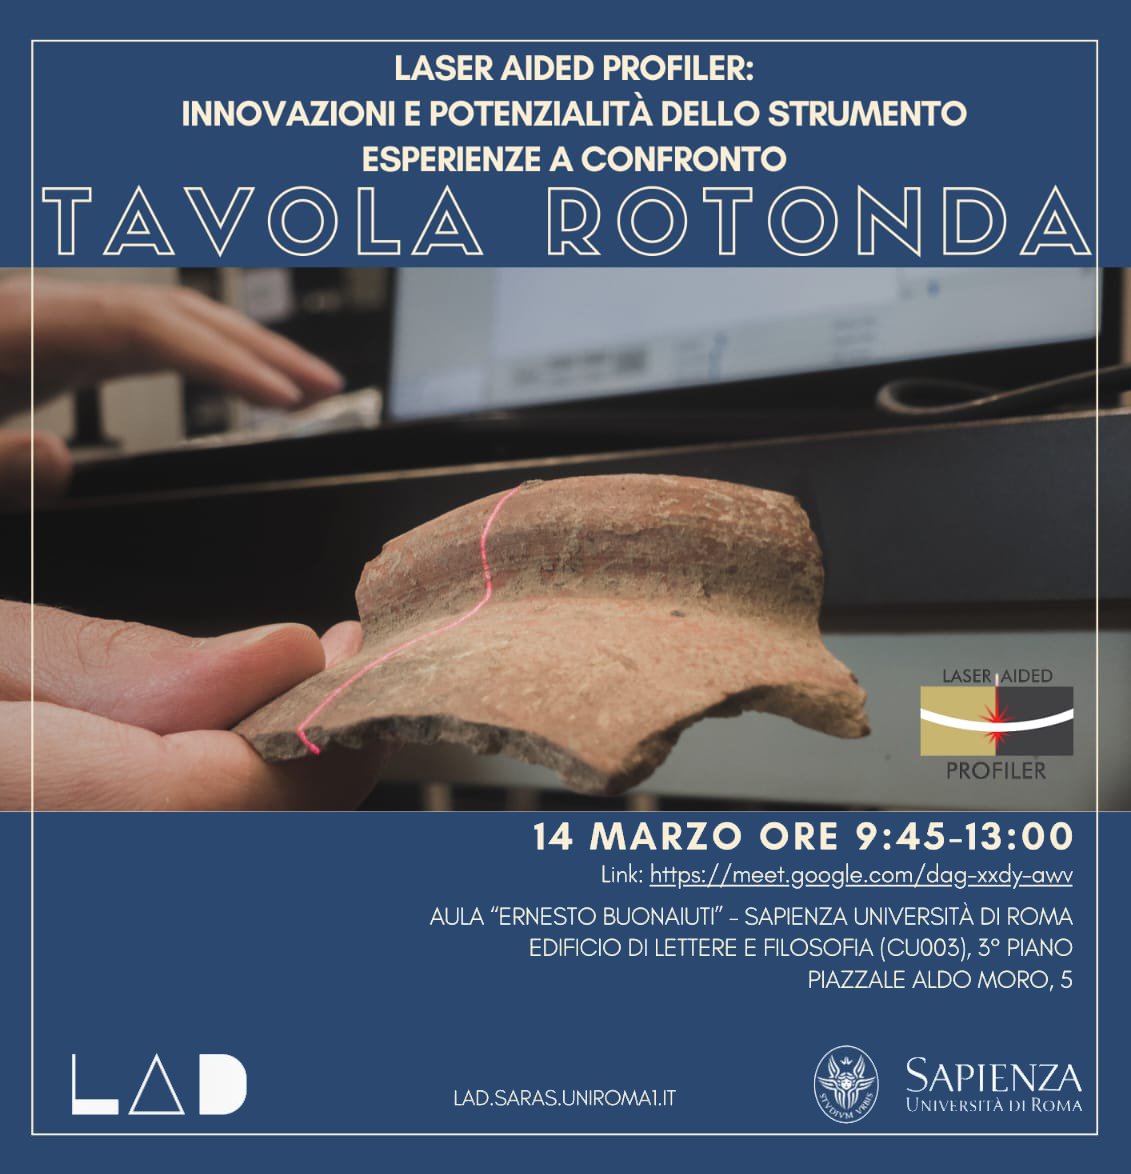 LASER AIDED PROFILER:
INNOVAZIONI E POTENZIALITÀ DELLO STRUMENTO
ESPERIENZE A CONFRONTO
TAVOLA ROTONDA
LASER AIDED
PROFILER
14 MARZO ORE 9:45-13:00
Link: https://meet.google.com/dag-xxdy-awv
AULA “ERNESTO BUONAIUTI” - SAPIENZA UNIVERSITÀ DI ROMA
EDIFICIO DI LETTERE E FILOSOFIA (CU003), 3° PIANO
PIAZZALE ALDO MORO, 5
LAD
LAD.SARAS.UNIROMA1.IT
STVDIVM VRBIS
SAPIENZA
UNIVERSITÀ DI ROMA